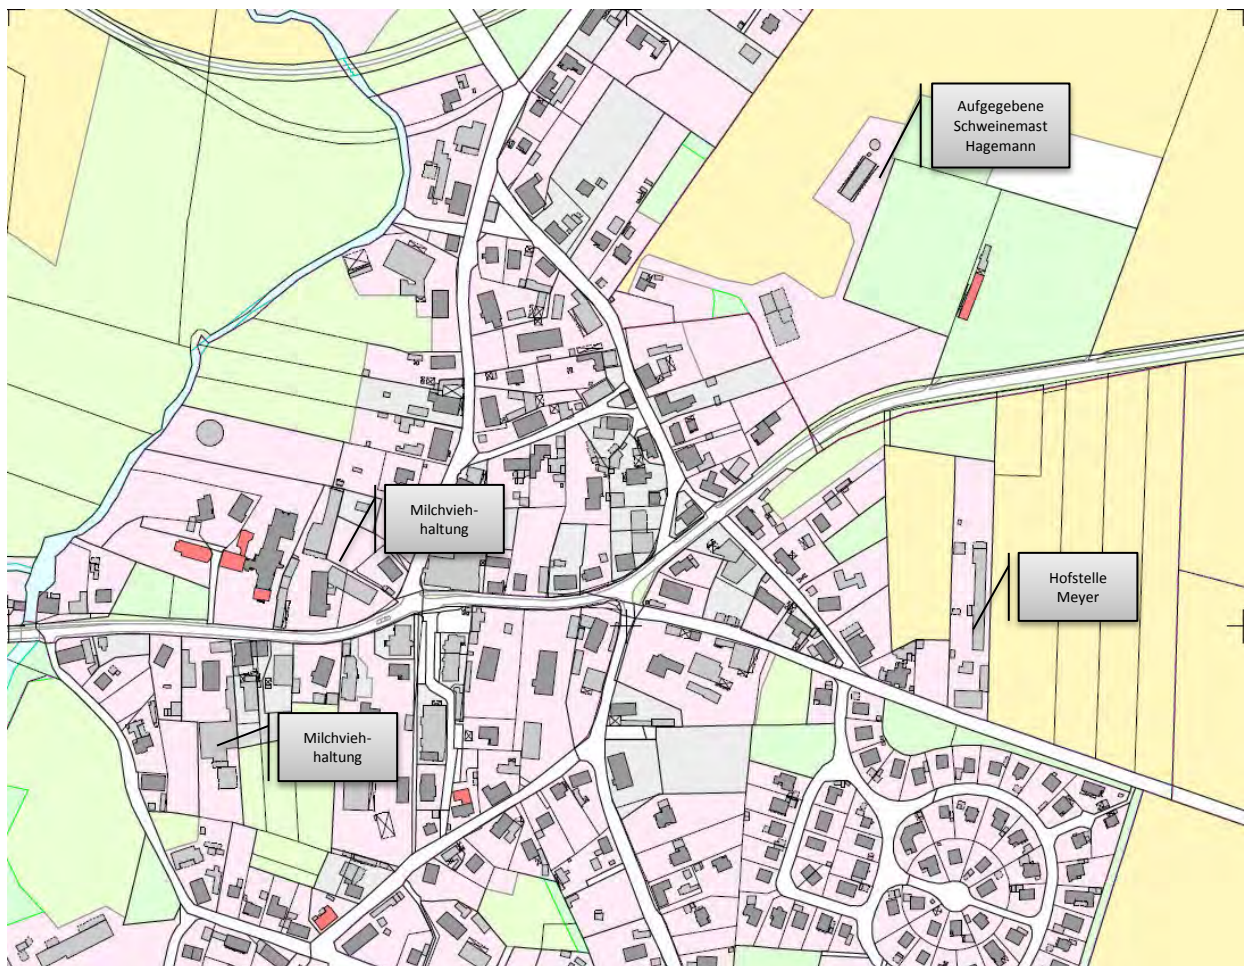 Aufgegebene
Schweinemast
Hagemann
Milchvieh-
haltung
Hofstelle
Meyer
Milchvieh-
haltung